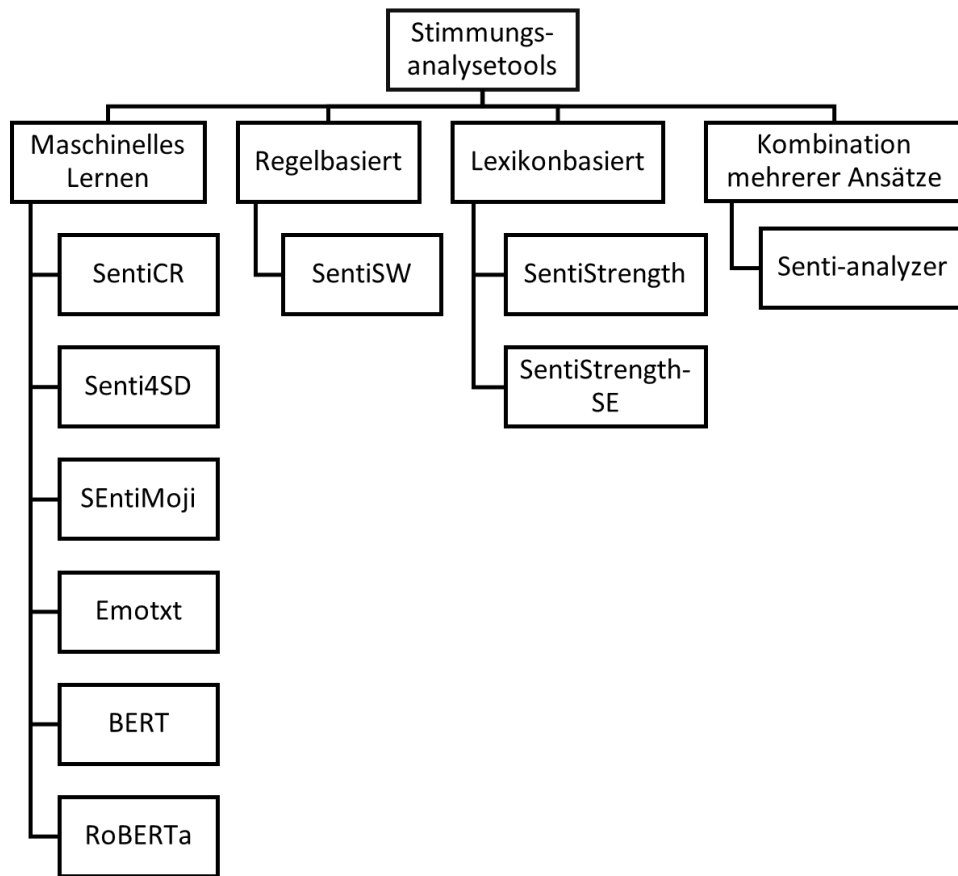 Stimmungs-
analysetools
Maschinelles
Lernen
Regelbasiert
Lexikonbasiert
Kombination
mehrerer Ansätze
SentiCR
SentiSW
SentiStrength
Senti-analyzer
Senti4SD
SentiStrength-
SE
SEntiMoji
Emotxt
BERT
RoBERTa